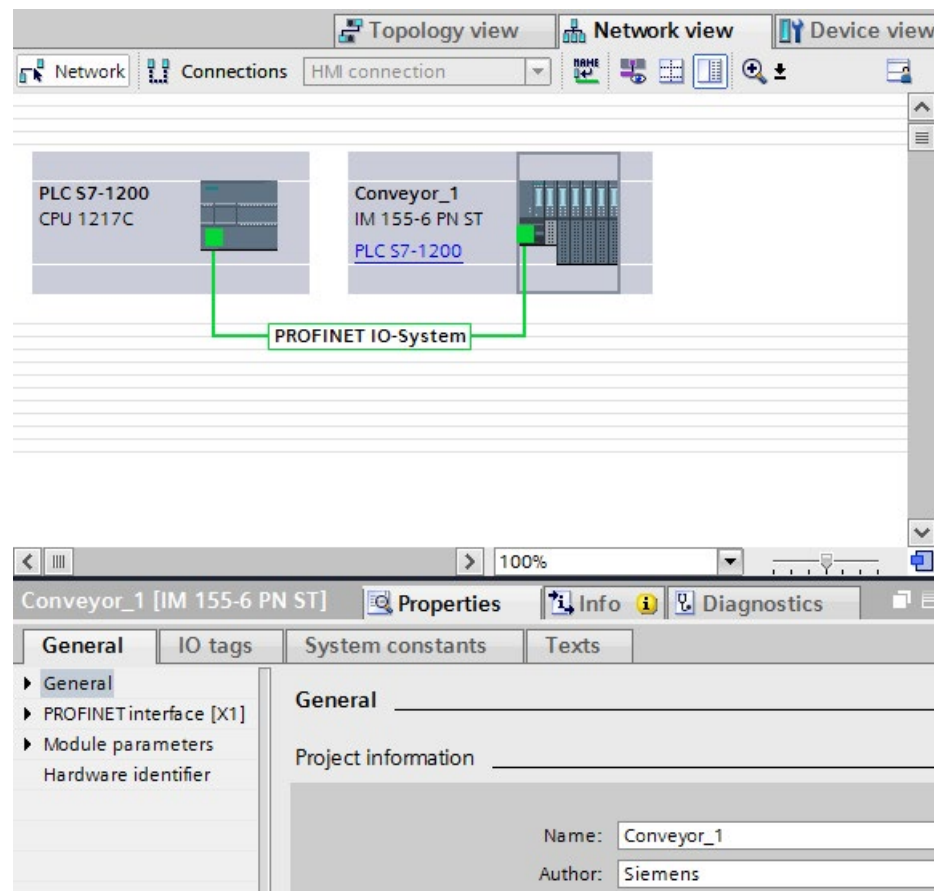 Topology view Network view Device view
Network Connections HMI connection NAME
PLC S7-1200
CPU 1217C
Conveyor_1
IM 155-6 PN ST
PLC S7-1200
PROFINET IO-System
100%
Conveyor_1 [IM 155-6 PN ST] Properties Info Diagnostics
General IO tags System constants Texts
General
PROFINET interface [X1]
Module parameters
Hardware identifier
General
Project information
Name: Conveyor_1
Author: Siemens